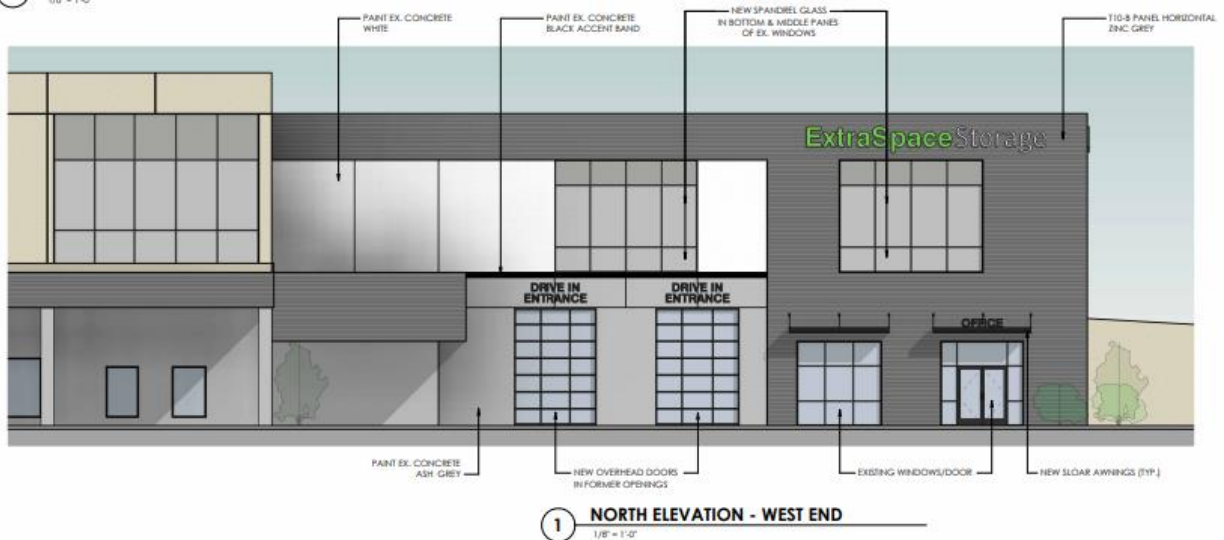 1/8" = 1'-0"
PAINT EX. CONCRETE
WHITE
PAINT EX. CONCRETE
BLACK ACCENT BAND
NEW SPANDREL GLASS
IN BOTTOM & MIDDLE PANES
OF EX. WINDOWS
T10-B PANEL HORIZONTAL
ZINC GREY
ExtraSpaceStorage
DRIVE IN
ENTRANCE
DRIVE IN
ENTRANCE
OFFICE
PAINT EX. CONCRETE
ASH GREY
NEW OVERHEAD DOORS
IN FORMER OPENINGS
EXISTING WINDOWS/DOOR
NEW SLOAR AWNINGS (TYP.)
1
NORTH ELEVATION - WEST END
1/8" = 1'-0"